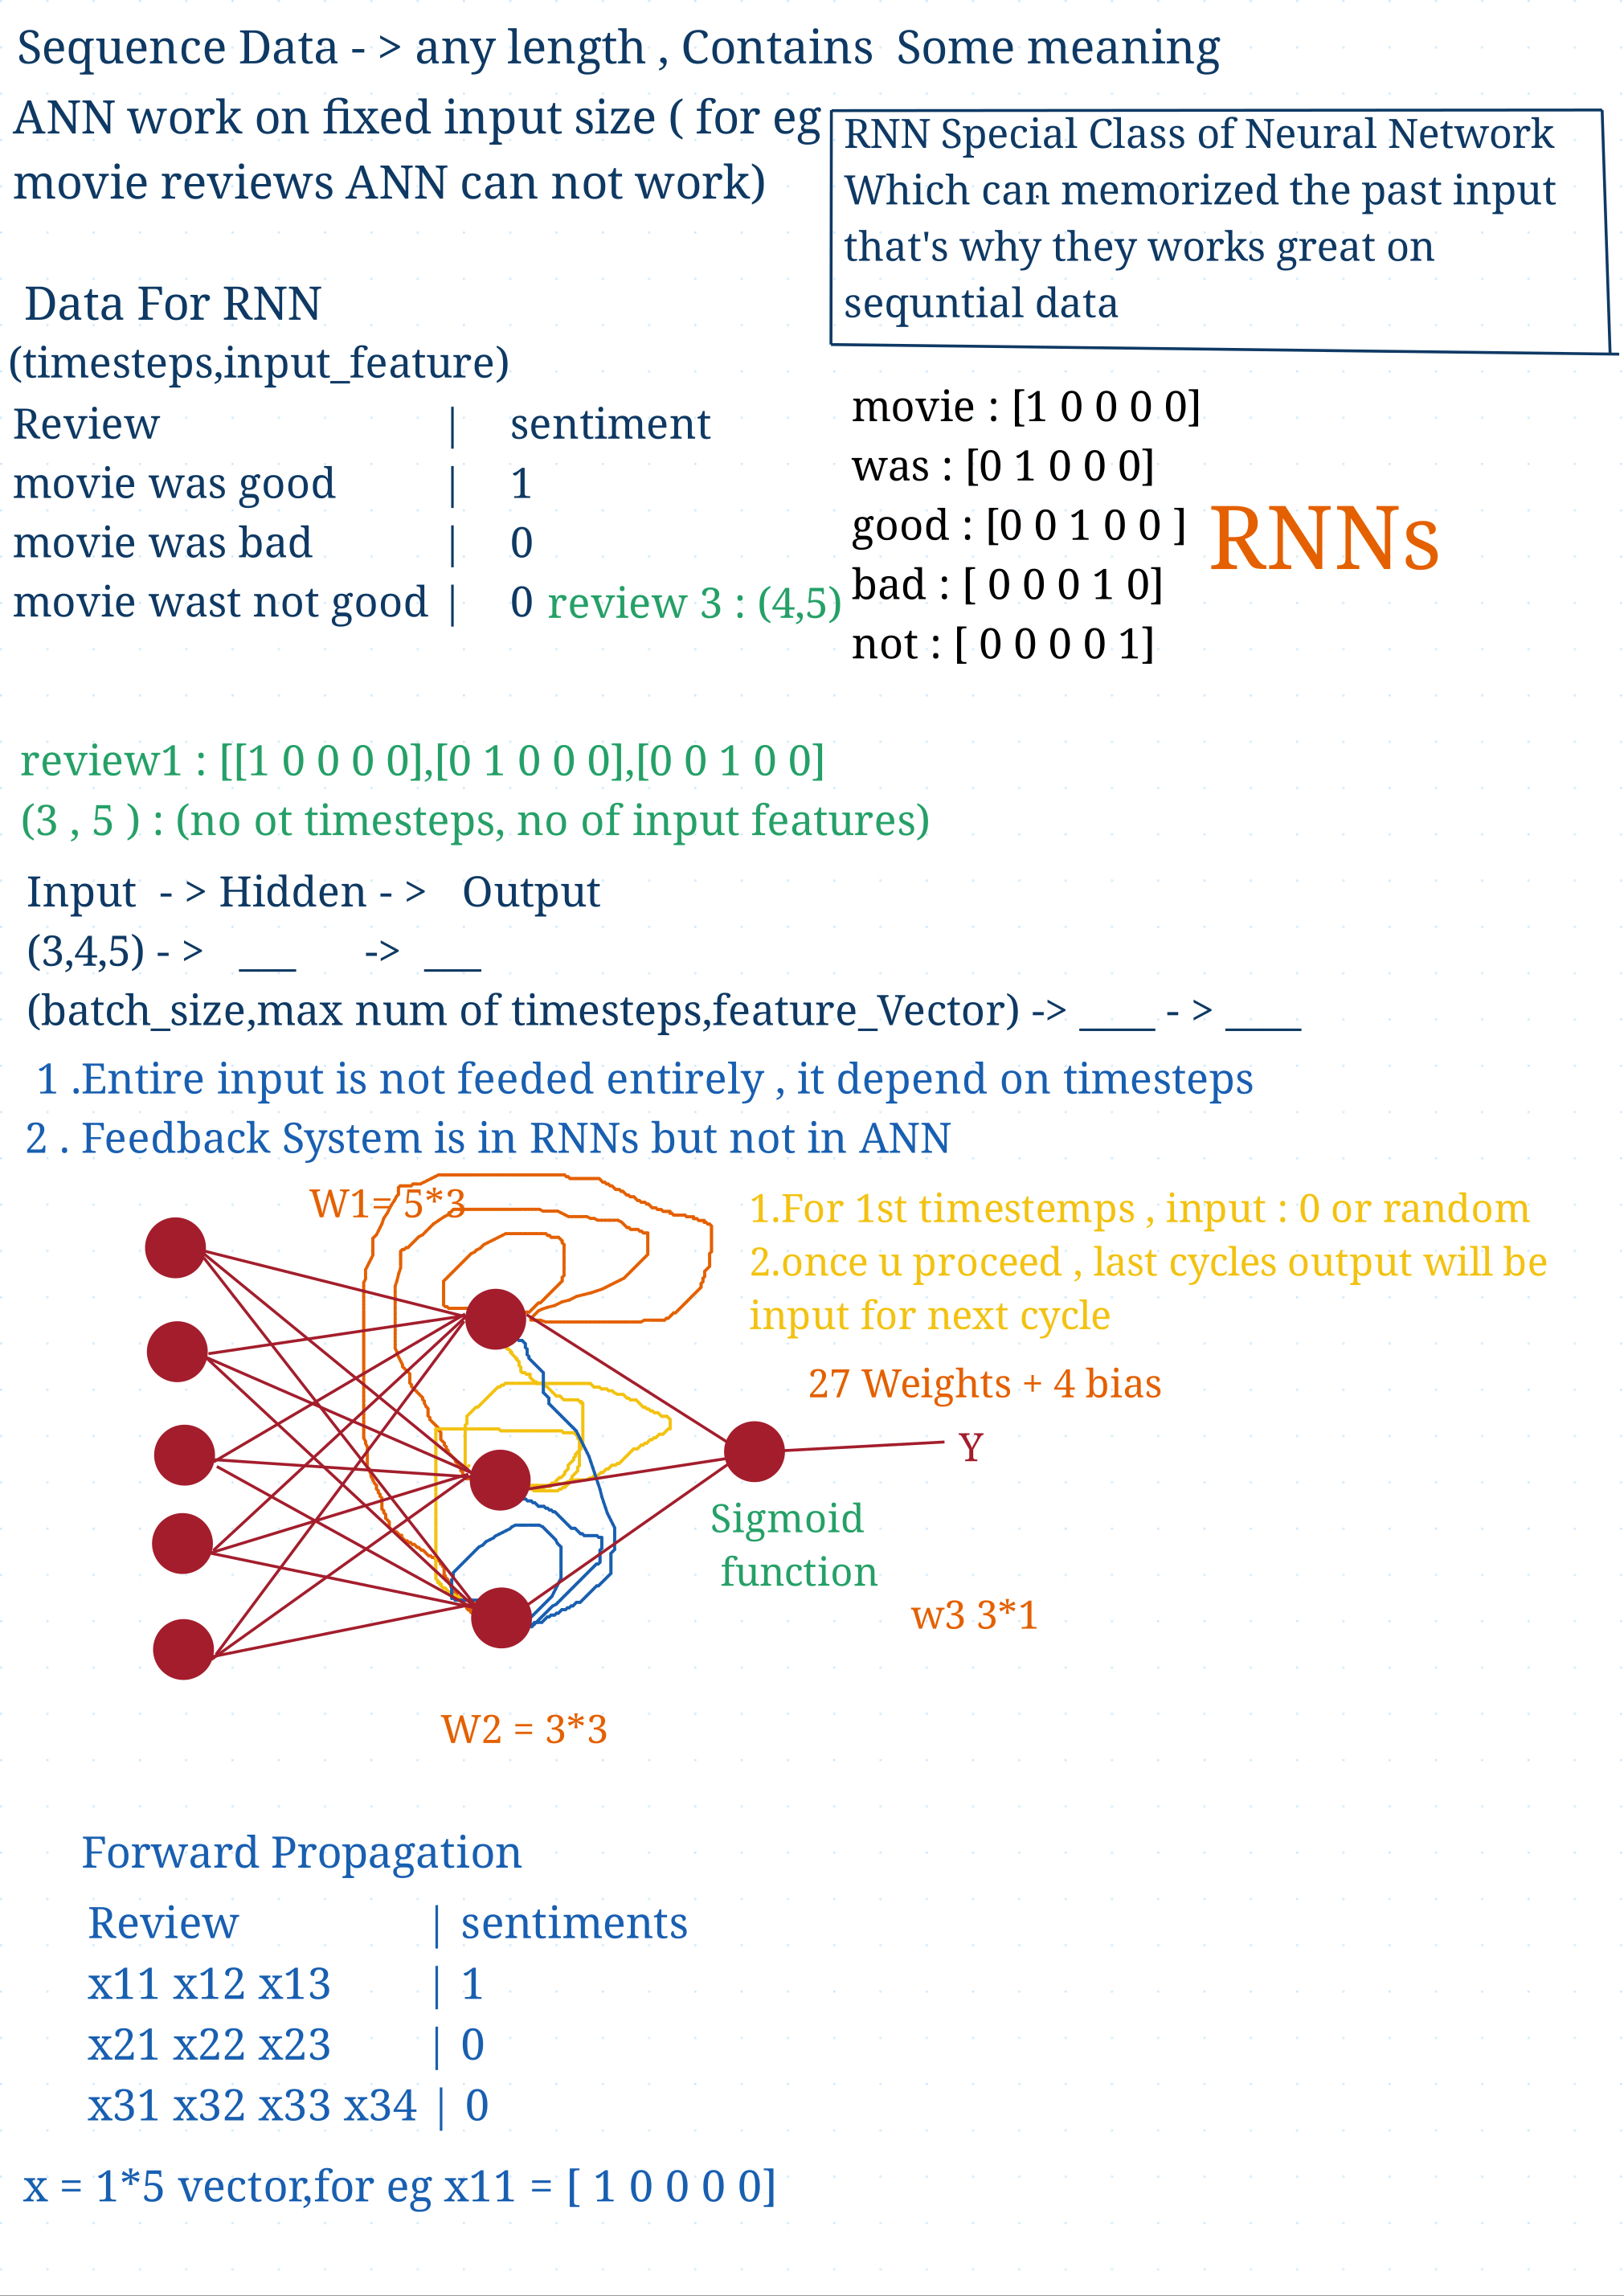 Sequence Data - > any length , Contains  Some meaning
ANN work on fixed input size ( for eg
movie reviews ANN can not work)
RNN Special Class of Neural Network
Which can memorized the past input
that's why they works great on
sequntial data
Data For RNN
(timesteps,input_feature)
Review | sentiment
movie was good | 1
movie was bad | 0
movie wast not good | 0 review 3 : (4,5)
movie : [1 0 0 0 0]
was : [0 1 0 0 0]
good : [0 0 1 0 0 ]
bad : [ 0 0 0 1 0]
not : [ 0 0 0 0 1]
RNNs
review1 : [[1 0 0 0 0],[0 1 0 0 0],[0 0 1 0 0]
(3 , 5 ) : (no ot timesteps, no of input features)
Input  - > Hidden - >   Output
(3,4,5) - >   ___      ->  ___
(batch_size,max num of timesteps,feature_Vector) -> ____ - > ____
1 .Entire input is not feeded entirely , it depend on timesteps
2 . Feedback System is in RNNs but not in ANN
W1= 5*3
1.For 1st timestemps , input : 0 or random
2.once u proceed , last cycles output will be
input for next cycle
27 Weights + 4 bias
Y
Sigmoid
function
w3 3*1
W2 = 3*3
Forward Propagation
Review | sentiments
x11 x12 x13 | 1
x21 x22 x23 | 0
x31 x32 x33 x34 | 0
x = 1*5 vector,for eg x11 = [ 1 0 0 0 0]